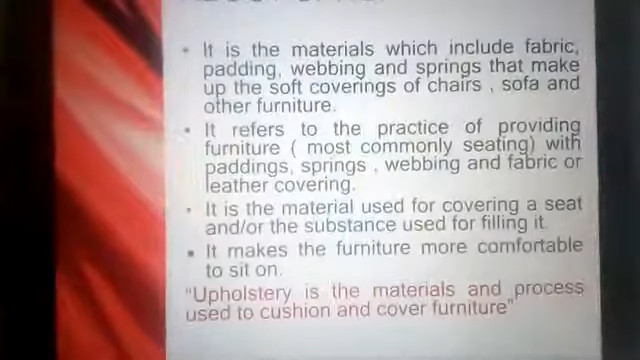 • It is the materials which include fabric,
padding, webbing and springs that make
up the soft coverings of chairs , sofa and
other furniture.
• It refers to the practice of providing
furniture ( most commonly seating) with
paddings, springs , webbing and fabric or
leather covering.
• It is the material used for covering a seat
and/or the substance used for filling it.
• It makes the furniture more comfortable
to sit on.
“Upholstery is the materials and process
used to cushion and cover furniture”